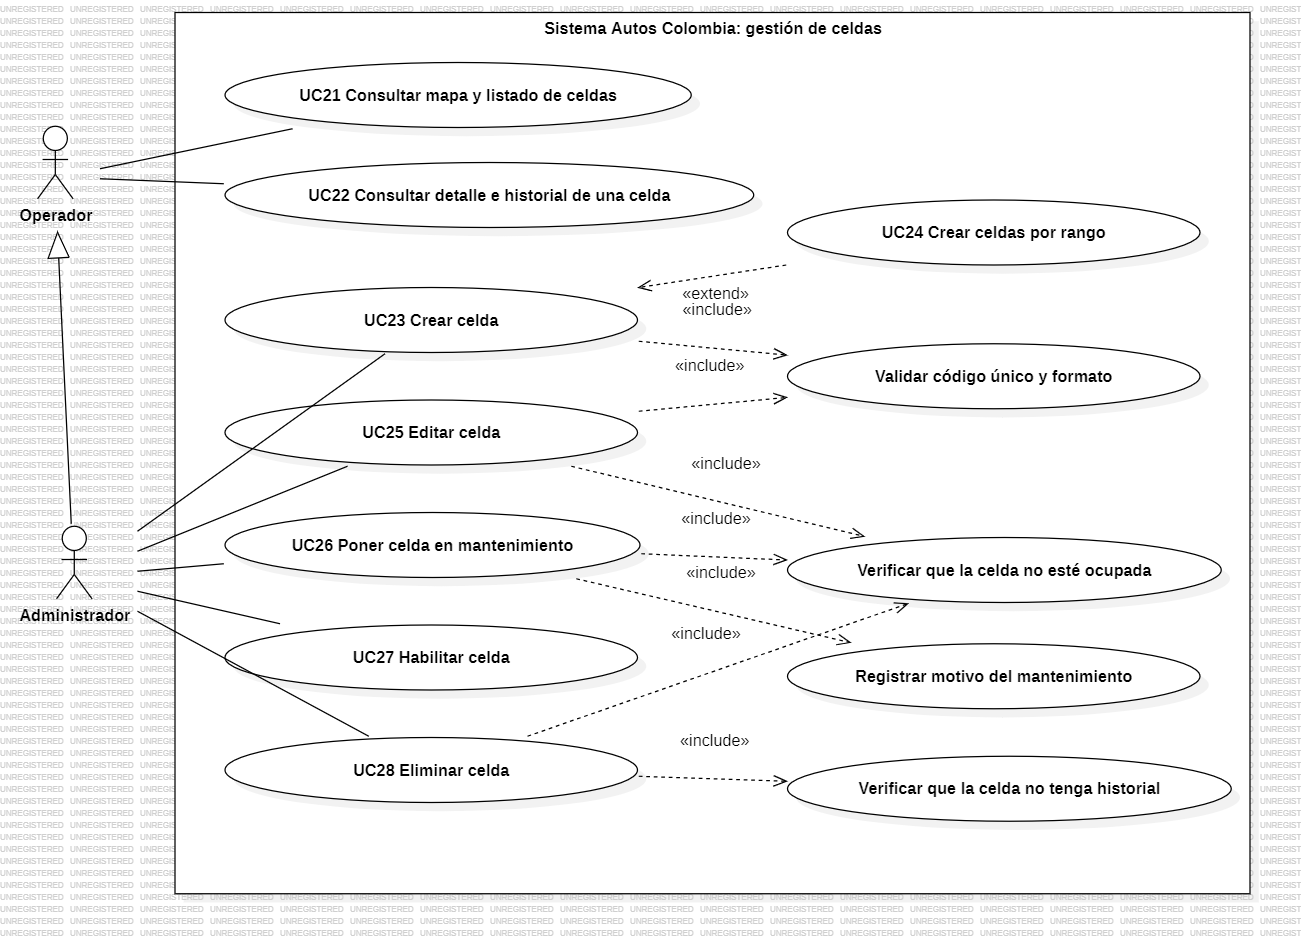 Sistema Autos Colombia: gestión de celdas
UC21 Consultar mapa y listado de celdas
UC22 Consultar detalle e historial de una celda
Operador
UC24 Crear celdas por rango
«extend»
«include»
UC23 Crear celda
«include»
Validar código único y formato
UC25 Editar celda
«include»
«include»
UC26 Poner celda en mantenimiento
«include»
Verificar que la celda no esté ocupada
Administrador
«include»
UC27 Habilitar celda
Registrar motivo del mantenimiento
«include»
UC28 Eliminar celda
Verificar que la celda no tenga historial
UNREGISTERED